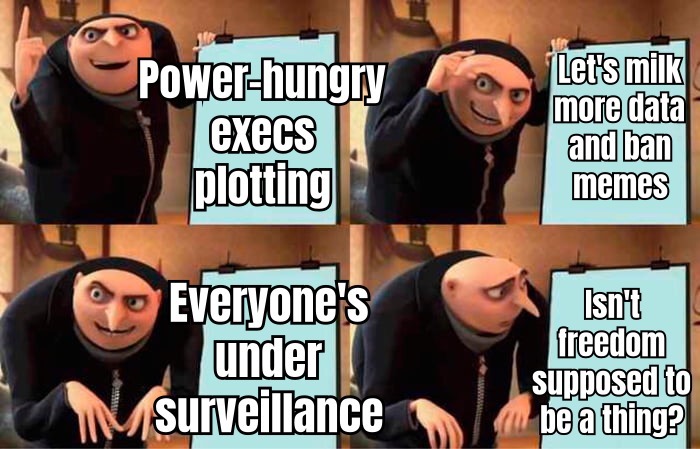 Power-hungry
execs
plotting
Let's milk
more data
and ban
memes
Everyone's
under
surveillance
Isn't
freedom
supposed to
be a thing?